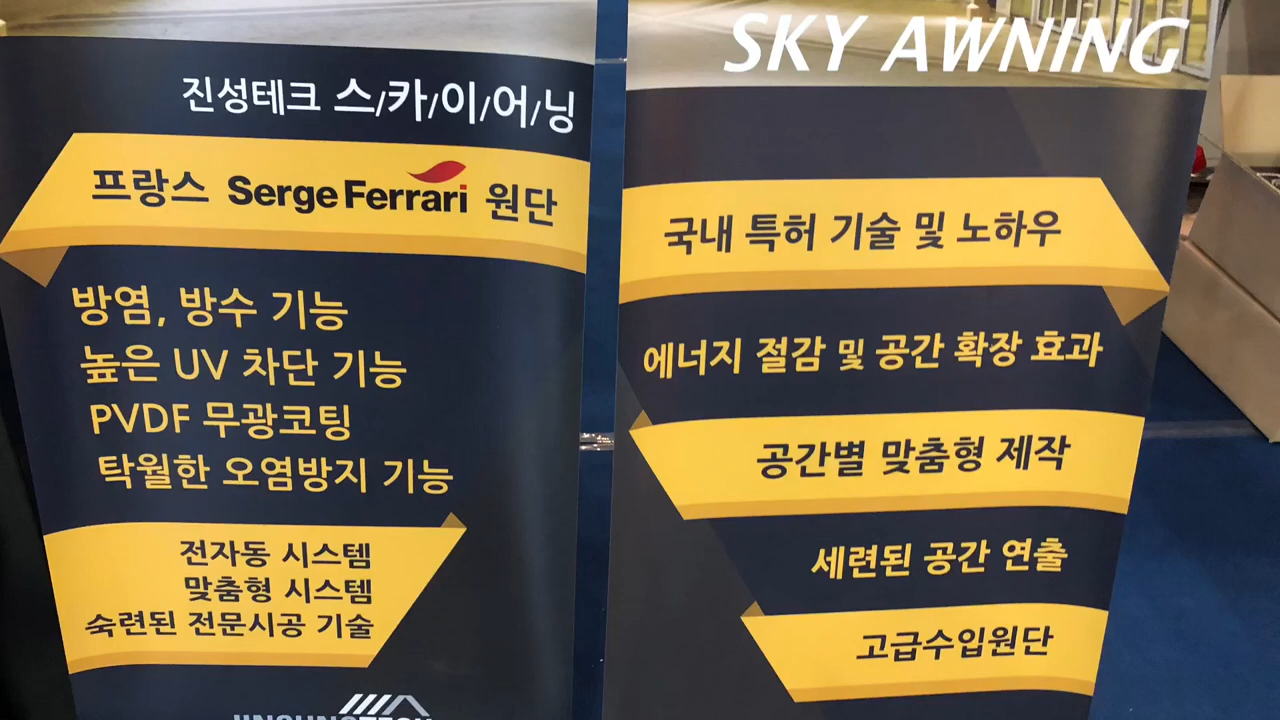 진성테크 스/카/이/어/닝
프랑스 Serge Ferrari 원단
방염, 방수 기능
높은 UV 차단 기능
PVDF 무광코팅
탁월한 오염방지 기능
전자동 시스템
맞춤형 시스템
숙련된 전문시공 기술
JINSUNGTECH
SKY AWNING
국내 특허 기술 및 노하우
에너지 절감 및 공간 확장 효과
공간별 맞춤형 제작
세련된 공간 연출
고급수입원단